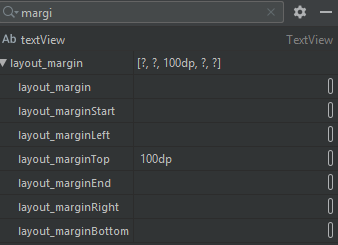 margi
Ab textView TextView
layout_margin [?, ?, 100dp, ?, ?]
layout_margin
layout_marginStart
layout_marginLeft
layout_marginTop 100dp
layout_marginEnd
layout_marginRight
layout_marginBottom